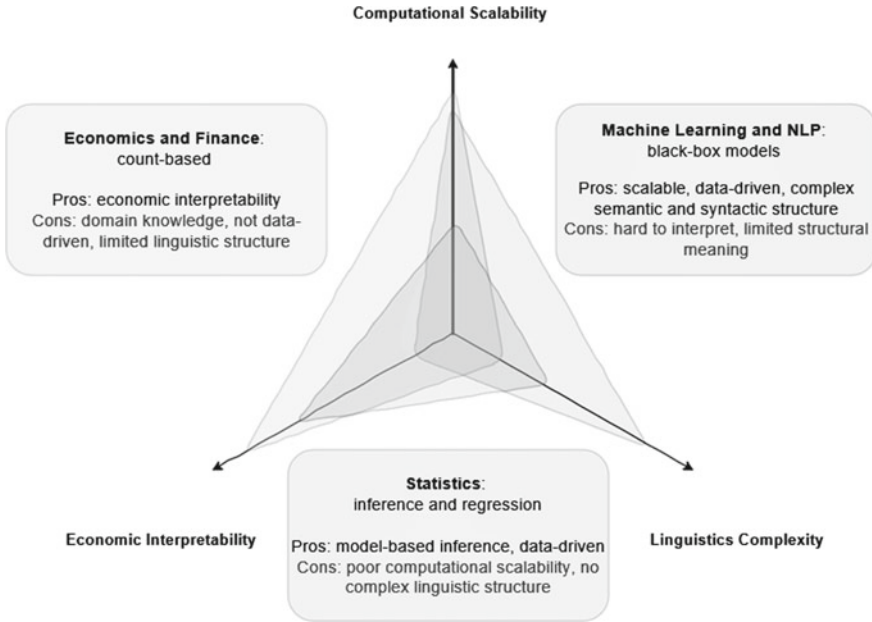 Computational Scalability
Economics and Finance:
count-based
Pros: economic interpretability
Cons: domain knowledge, not data-
driven, limited linguistic structure
Machine Learning and NLP:
black-box models
Pros: scalable, data-driven, complex
semantic and syntactic structure
Cons: hard to interpret, limited structural
meaning
Statistics:
inference and regression
Pros: model-based inference, data-driven
Cons: poor computational scalability, no
complex linguistic structure
Economic Interpretability
Linguistics Complexity